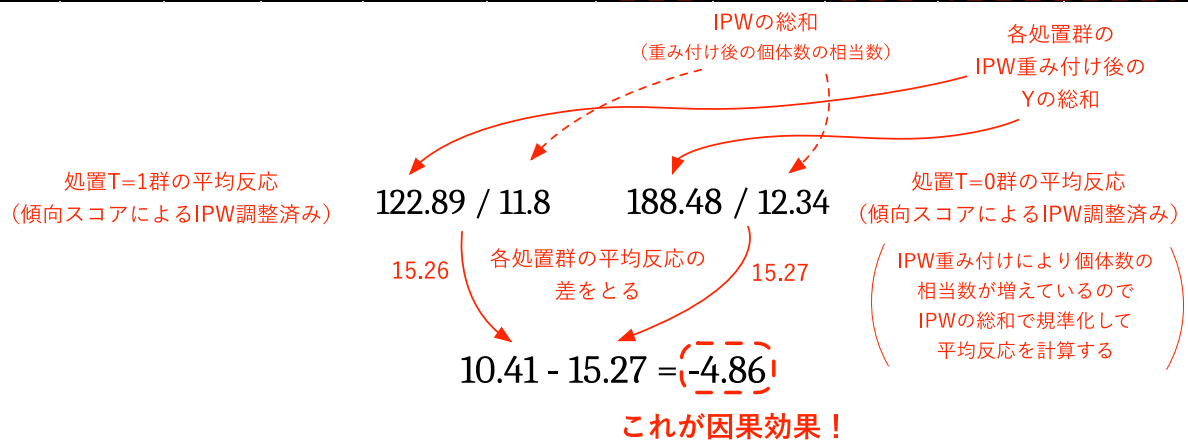 IPWの総和
（重み付け後の個体数の相当数）
各処置群の
IPW重み付け後の
Yの総和
処置T=1群の平均反応
（傾向スコアによるIPW調整済み）
122.89 / 11.8
188.48 / 12.34
処置T=0群の平均反応
（傾向スコアによるIPW調整済み）
15.26
各処置群の平均反応の
差をとる
15.27
IPW重み付けにより個体数の
相当数が増えているので
IPWの総和で規準化して
平均反応を計算する
10.41 - 15.27 = -4.86
これが因果効果！